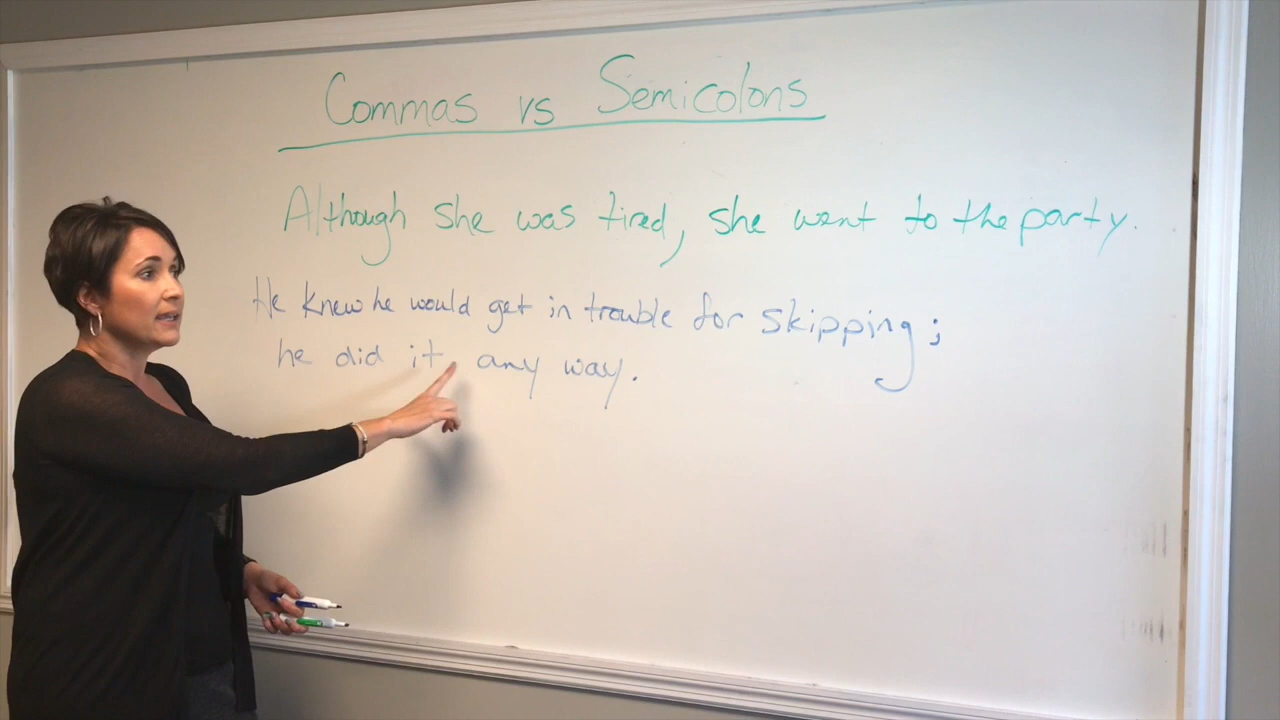 Commas vs Semicolons
Although she was tired, she went to the party.
He knew he would get in trouble for skipping;
he did it any way.